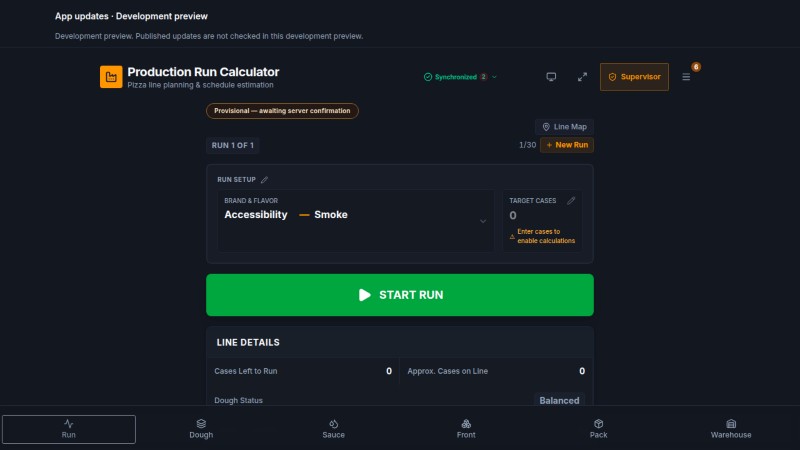 App updates · Development preview
Development preview. Published updates are not checked in this development preview.
Production Run Calculator
Pizza line planning & schedule estimation
Synchronized 2
Supervisor
6
Provisional — awaiting server confirmation
Line Map
RUN 1 OF 1
1/30
+ New Run
RUN SETUP
BRAND & FLAVOR
Accessibility — Smoke
TARGET CASES
0
Enter cases to
enable calculations
START RUN
LINE DETAILS
Cases Left to Run 0
Approx. Cases on Line 0
Dough Status Balanced
Run
Dough
Sauce
Front
Pack
Warehouse